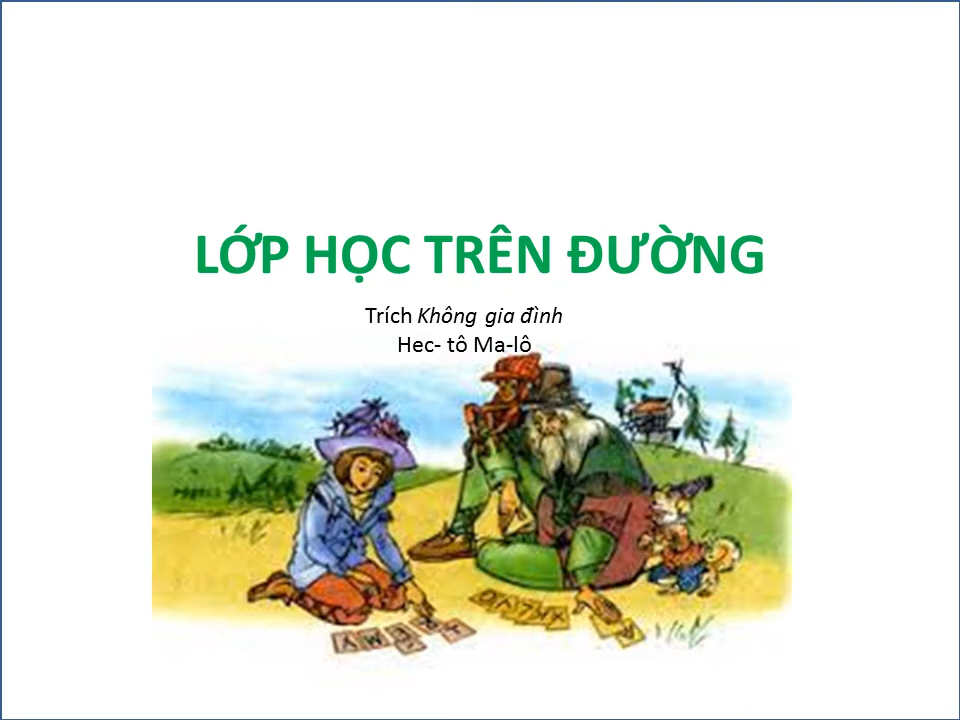 LỚP HỌC TRÊN ĐƯỜNG
Trích Không gia đình
Hec- tô Ma-lô